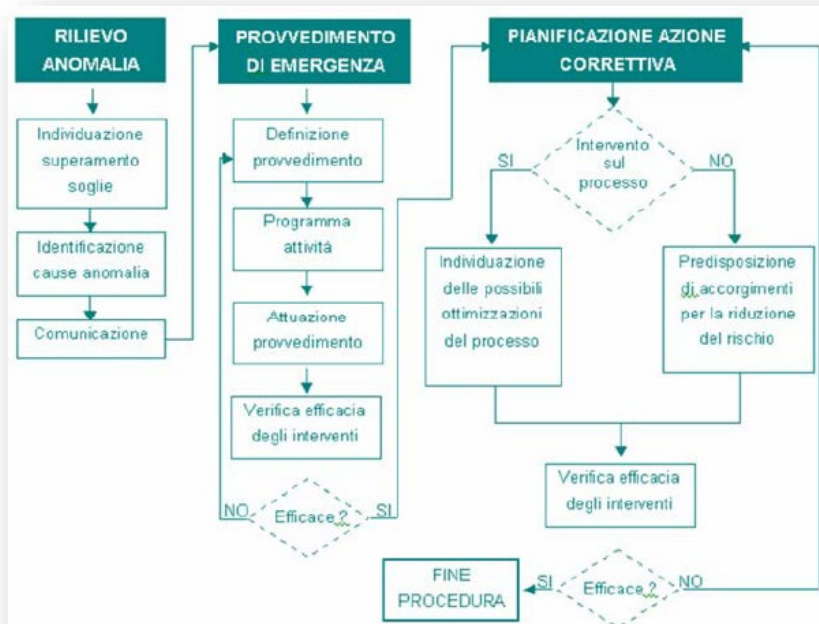 RILIEVO
ANOMALIA
Individuazione
superamento
soglie
Identificazione
cause anomalia
Comunicazione
PROVVEDIMENTO
DI EMERGENZA
Definizione
provvedimento
Programma
attività
Attuazione
provvedimento
Verifica efficacia
degli interventi
NO
Efficace ?
SI
PIANIFICAZIONE AZIONE
CORRETTIVA
SI
Intervento
sul
processo
NO
Individuazione
delle possibili
ottimizzazioni
del processo
Predisposizione
di accorgimenti
per la riduzione
del rischio
Verifica efficacia
degli interventi
FINE
PROCEDURA
SI
Efficace ?
NO